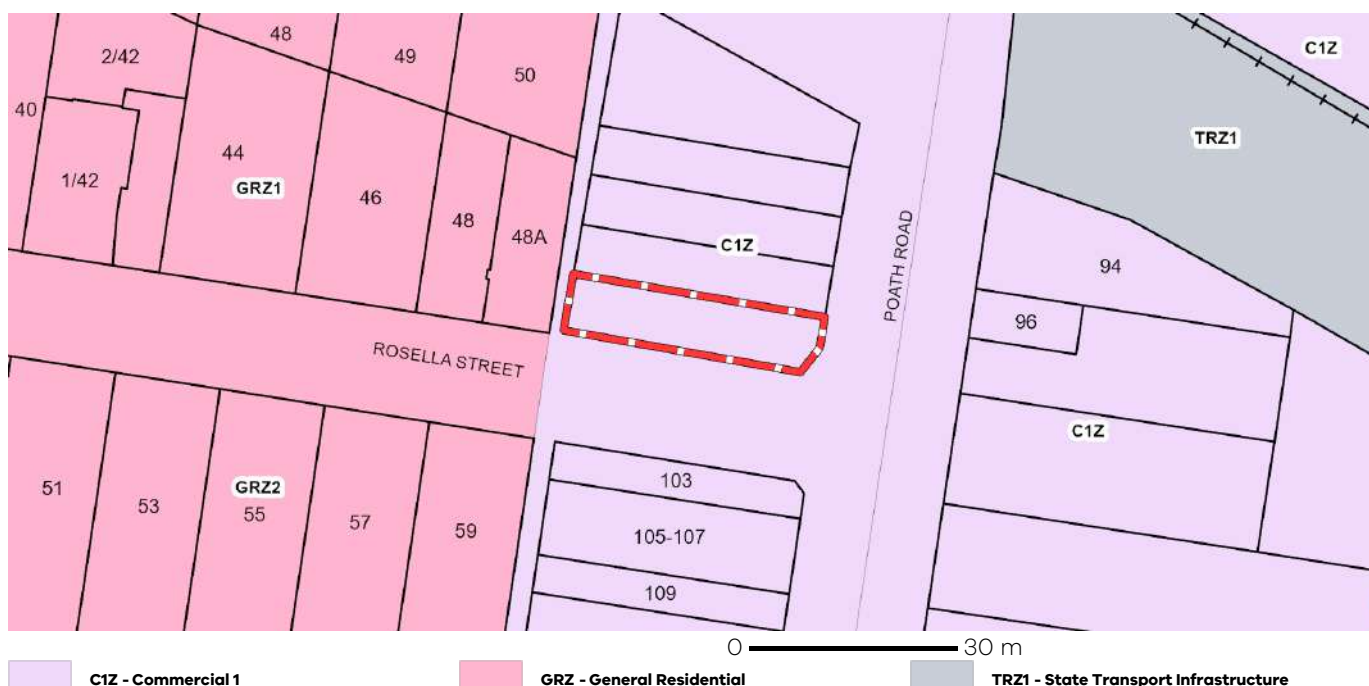 2/42
48
49
50
C1Z
40
44
GRZ1
TRZ1
1/42
46
48
48A
C1Z
POATH ROAD
94
96
ROSELLA STREET
C1Z
51
53
GRZ2
55
57
59
103
105-107
109
0 30 m
C1Z - Commercial 1
GRZ - General Residential
TRZ1 - State Transport Infrastructure